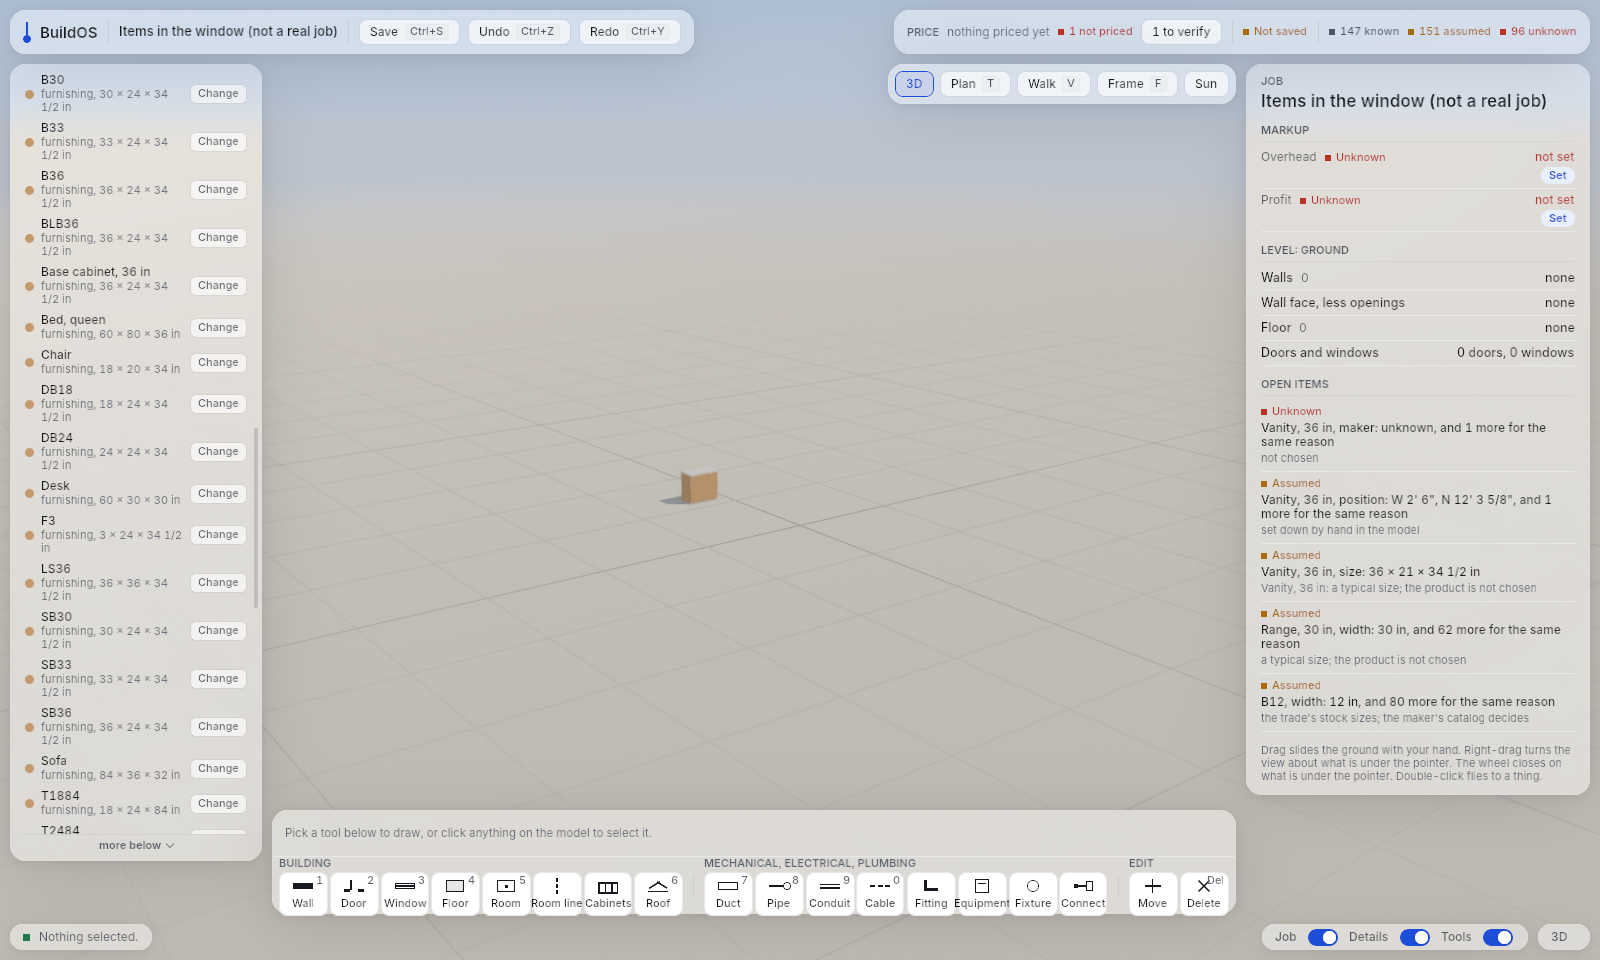 BuildOS
Items in the window (not a real job)
Save Ctrl+S
Undo Ctrl+Z
Redo Ctrl+Y
PRICE nothing priced yet 1 not priced 1 to verify Not saved 147 known 151 assumed 96 unknown
3D
Plan T
Walk V
Frame F
Sun
B30
furnishing, 30 × 24 × 34
1/2 in
Change
B33
furnishing, 33 × 24 × 34
1/2 in
Change
B36
furnishing, 36 × 24 × 34
1/2 in
Change
BLB36
furnishing, 36 × 24 × 34
1/2 in
Change
Base cabinet, 36 in
furnishing, 36 × 24 × 34
1/2 in
Change
Bed, queen
furnishing, 60 × 80 × 36 in
Change
Chair
furnishing, 18 × 20 × 34 in
Change
DB18
furnishing, 18 × 24 × 34
1/2 in
Change
DB24
furnishing, 24 × 24 × 34
1/2 in
Change
Desk
furnishing, 60 × 30 × 30 in
Change
F3
furnishing, 3 × 24 × 34 1/2
in
Change
LS36
furnishing, 36 × 36 × 34
1/2 in
Change
SB30
furnishing, 30 × 24 × 34
1/2 in
Change
SB33
furnishing, 33 × 24 × 34
1/2 in
Change
SB36
furnishing, 36 × 24 × 34
1/2 in
Change
Sofa
furnishing, 84 × 36 × 32 in
Change
T1884
furnishing, 18 × 24 × 84 in
Change
T2484
more below
JOB
Items in the window (not a real job)
MARKUP
Overhead Unknown not set
Set
Profit Unknown not set
Set
LEVEL: GROUND
Walls 0 none
Wall face, less openings none
Floor 0 none
Doors and windows 0 doors, 0 windows
OPEN ITEMS
Unknown
Vanity, 36 in, maker: unknown, and 1 more for the
same reason
not chosen
Assumed
Vanity, 36 in, position: W 2' 6", N 12' 3 5/8", and 1
more for the same reason
set down by hand in the model
Assumed
Vanity, 36 in, size: 36 × 21 × 34 1/2 in
Vanity, 36 in: a typical size; the product is not chosen
Assumed
Range, 30 in, width: 30 in, and 62 more for the same
reason
a typical size; the product is not chosen
Assumed
B12, width: 12 in, and 80 more for the same reason
the trade's stock sizes; the maker's catalog decides
Drag slides the ground with your hand. Right-drag turns the
view about what is under the pointer. The wheel closes on
what is under the pointer. Double-click flies to a thing.
Pick a tool below to draw, or click anything on the model to select it.
BUILDING
1 Wall
2 Door
3 Window
4 Floor
5 Room
Room line
Cabinets
6 Roof
MECHANICAL, ELECTRICAL, PLUMBING
7 Duct
8 Pipe
9 Conduit
0 Cable
Fitting
Equipment
Fixture
Connect
EDIT
Move
Del Delete
Nothing selected.
Job Details Tools 3D